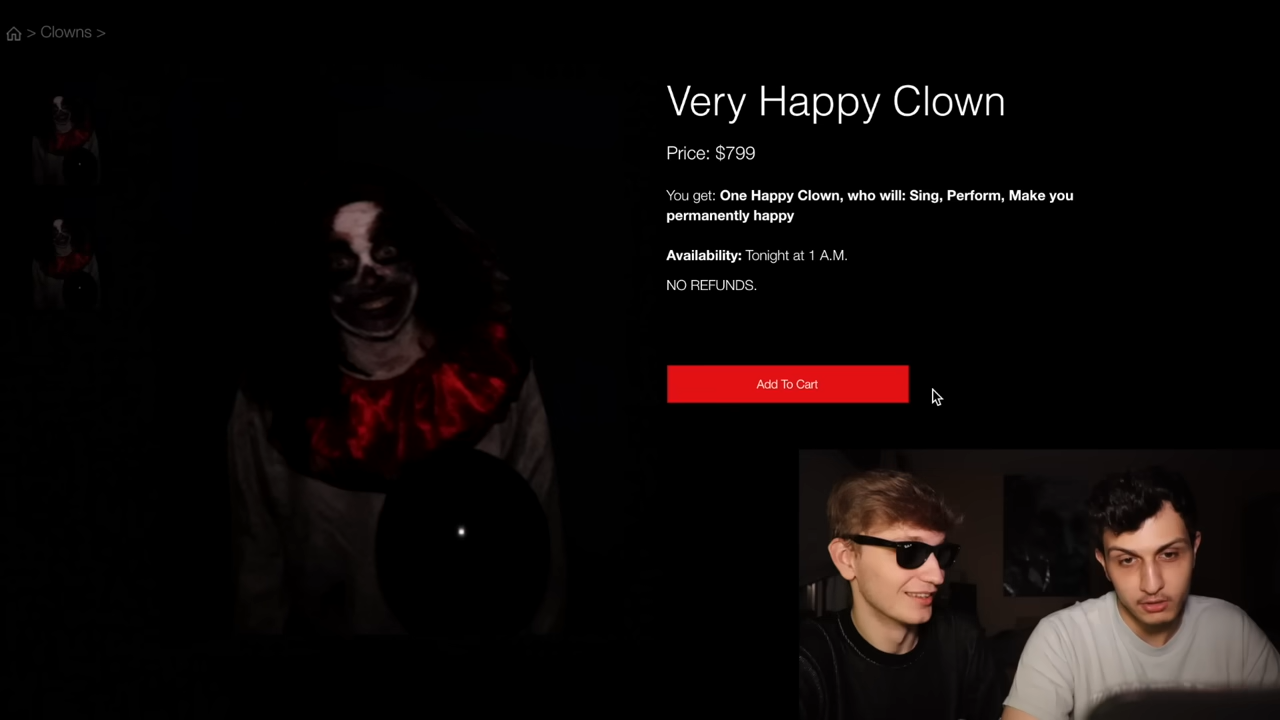 > Clowns >
Very Happy Clown
Price: $799
You get: One Happy Clown, who will: Sing, Perform, Make you
permanently happy
Availability: Tonight at 1 A.M.
NO REFUNDS.
Add To Cart